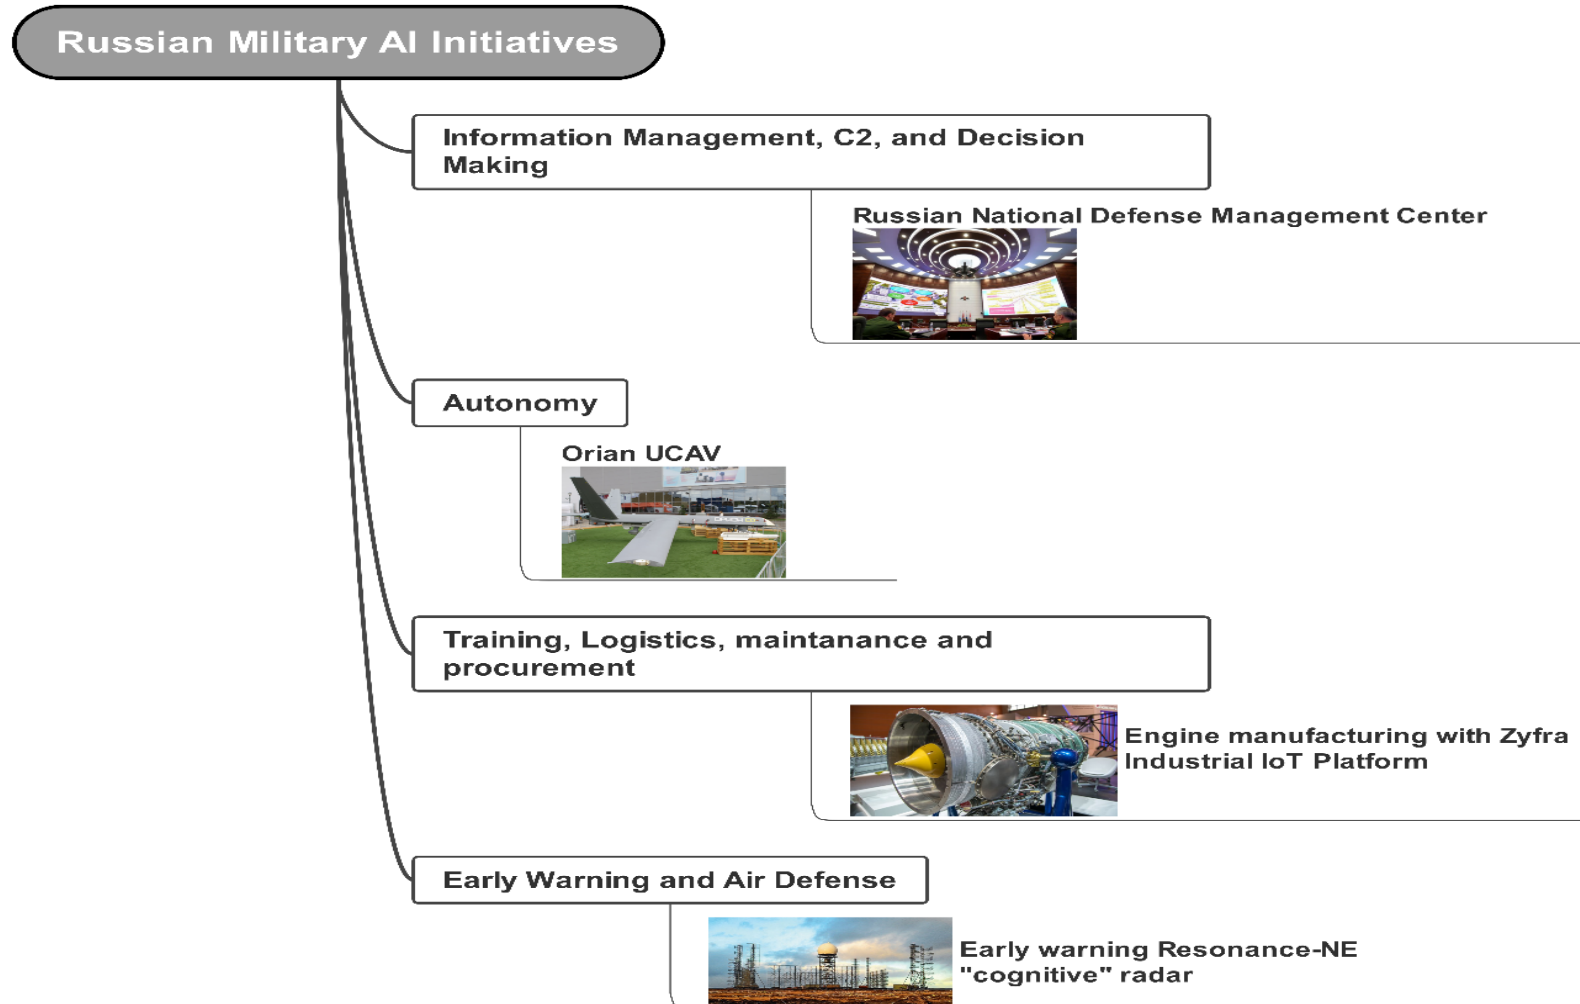 Russian Military AI Initiatives
Information Management, C2, and Decision
Making
Russian National Defense Management Center
Autonomy
Orian UCAV
Training, Logistics, maintanance and
procurement
Engine manufacturing with Zyfra
Industrial IoT Platform
Early Warning and Air Defense
Early warning Resonance-NE
"cognitive" radar